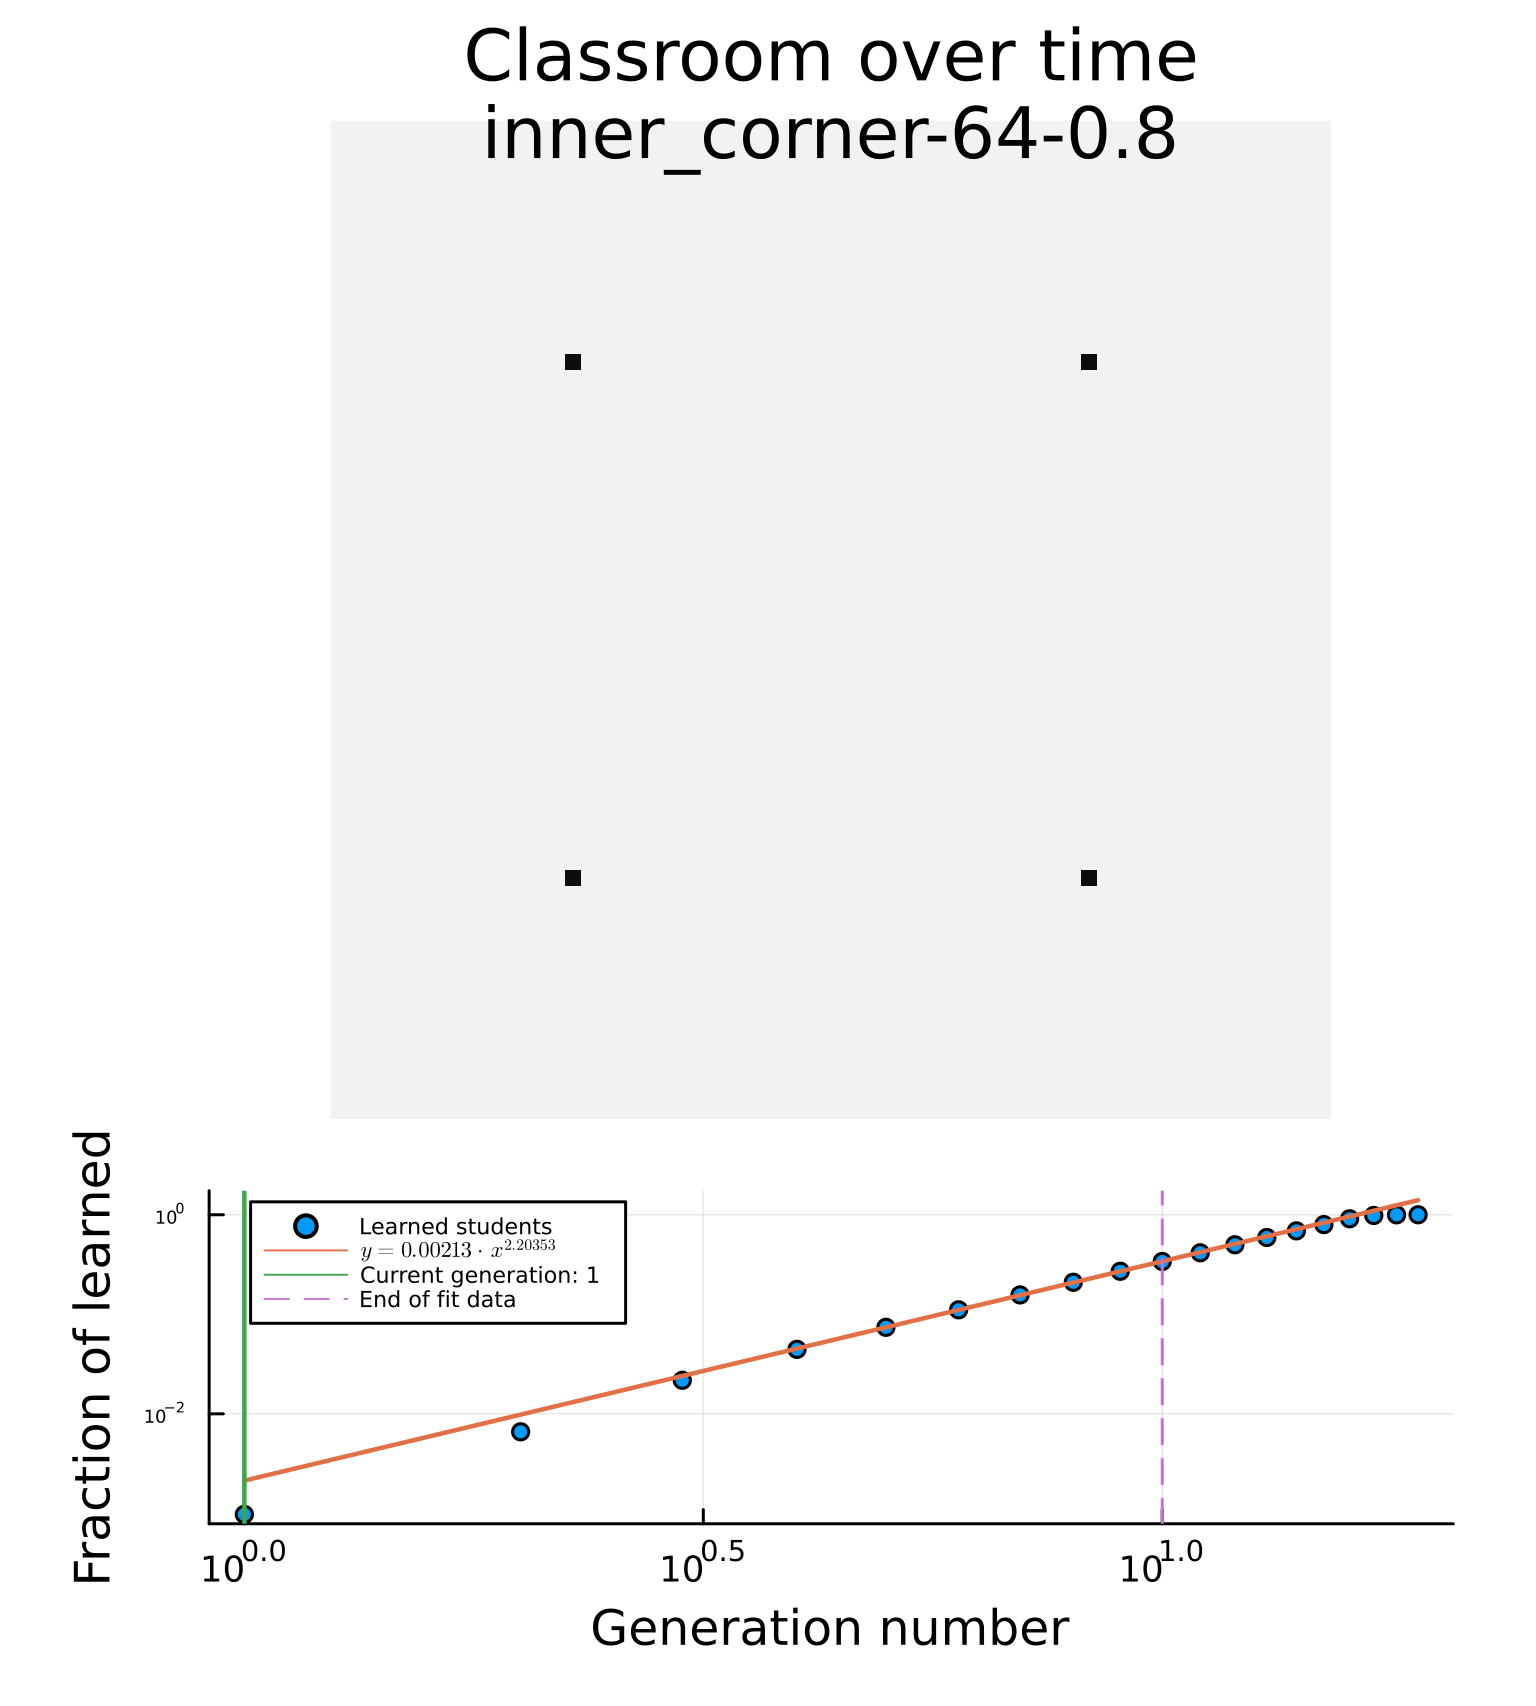 Classroom over time
inner_corner-64-0.8
Fraction of learned
10^0
10^−2
Learned students
y = 0.00213 · x^2.20353
Current generation: 1
End of fit data
10^0.0
10^0.5
10^1.0
Generation number